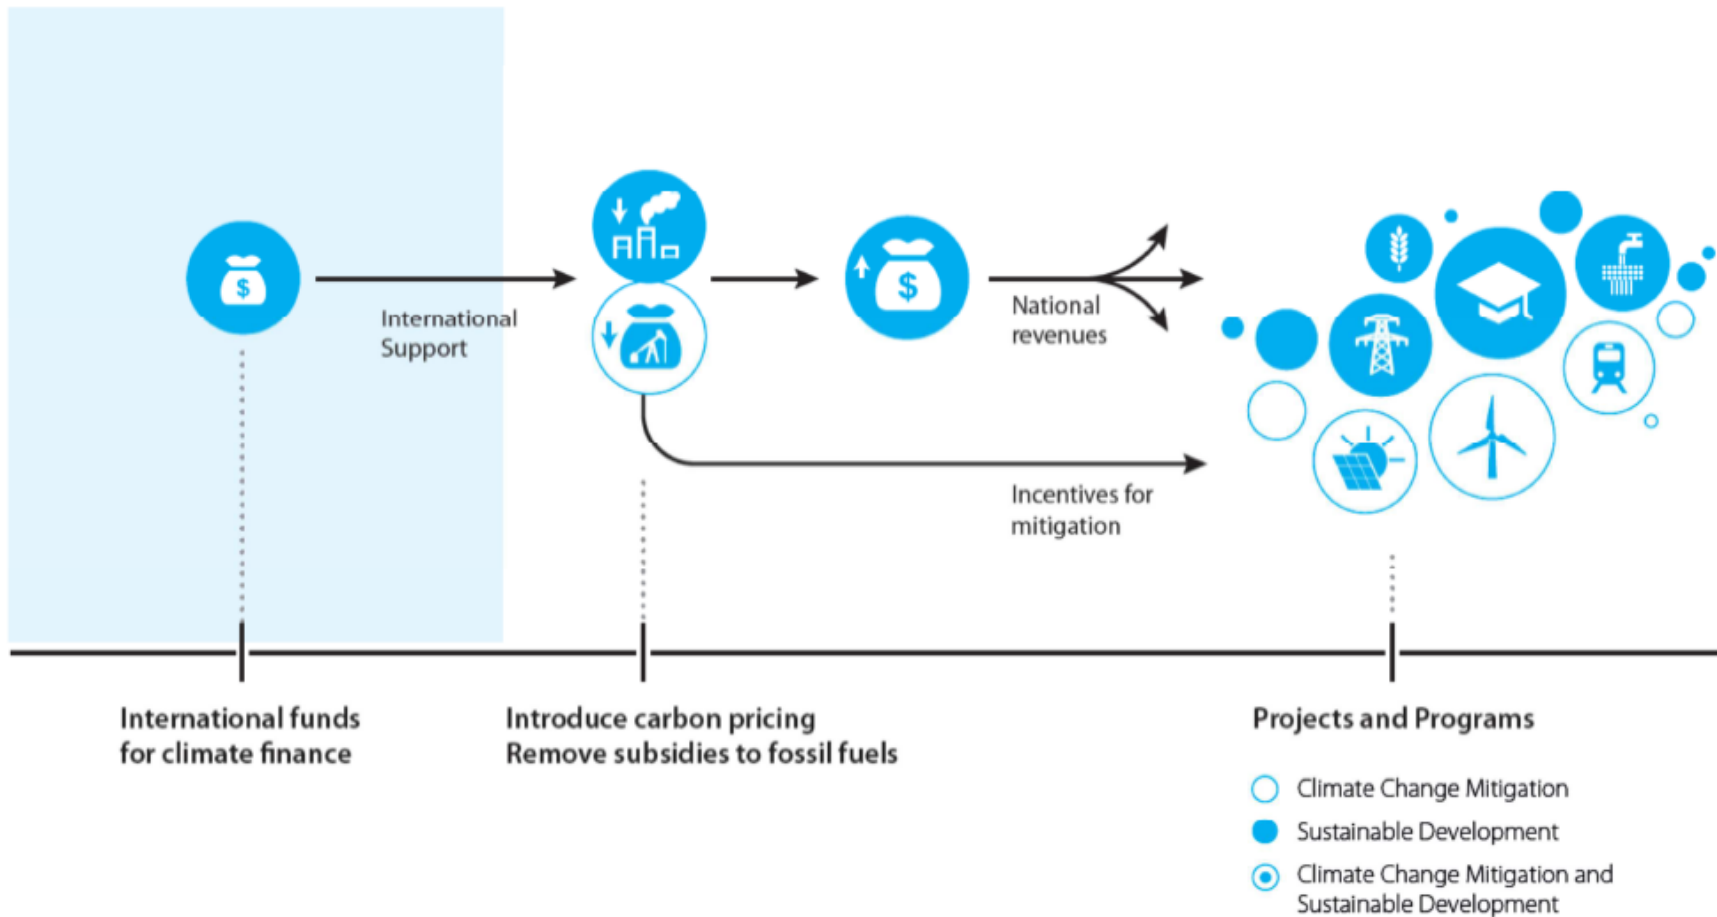 $
$
International
Support
National
revenues
Incentives for
mitigation
International funds
for climate finance
Introduce carbon pricing
Remove subsidies to fossil fuels
Projects and Programs
Climate Change Mitigation
Sustainable Development
Climate Change Mitigation and
Sustainable Development